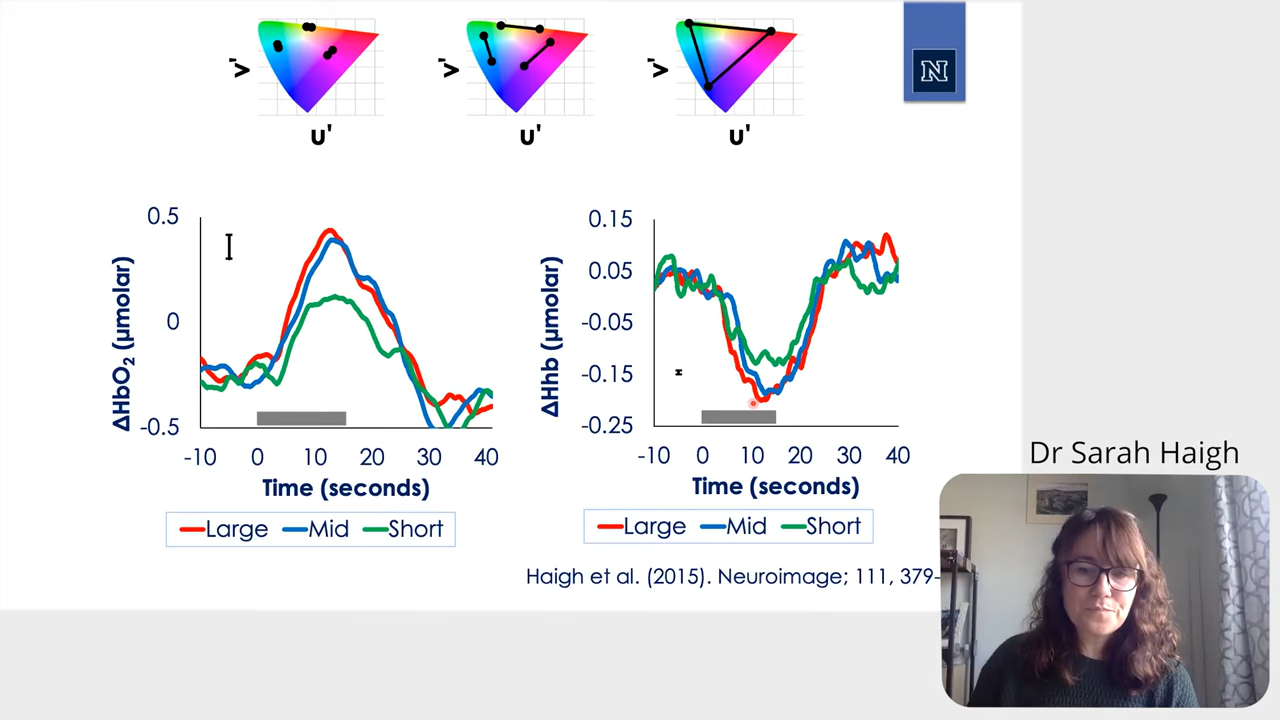 V' V' V'
N
U' U' U'
0.5 0.15
0.05
0 -0.05
-0.15
-0.5 -0.25
ΔHbO₂ (μmolar) ΔHhb (μmolar)
-10 0 10 20 30 40 -10 0 10 20 30 40
Time (seconds) Time (seconds)
Large Mid Short Large Mid Short
Haigh et al. (2015). Neuroimage; 111, 379-
Dr Sarah Haigh